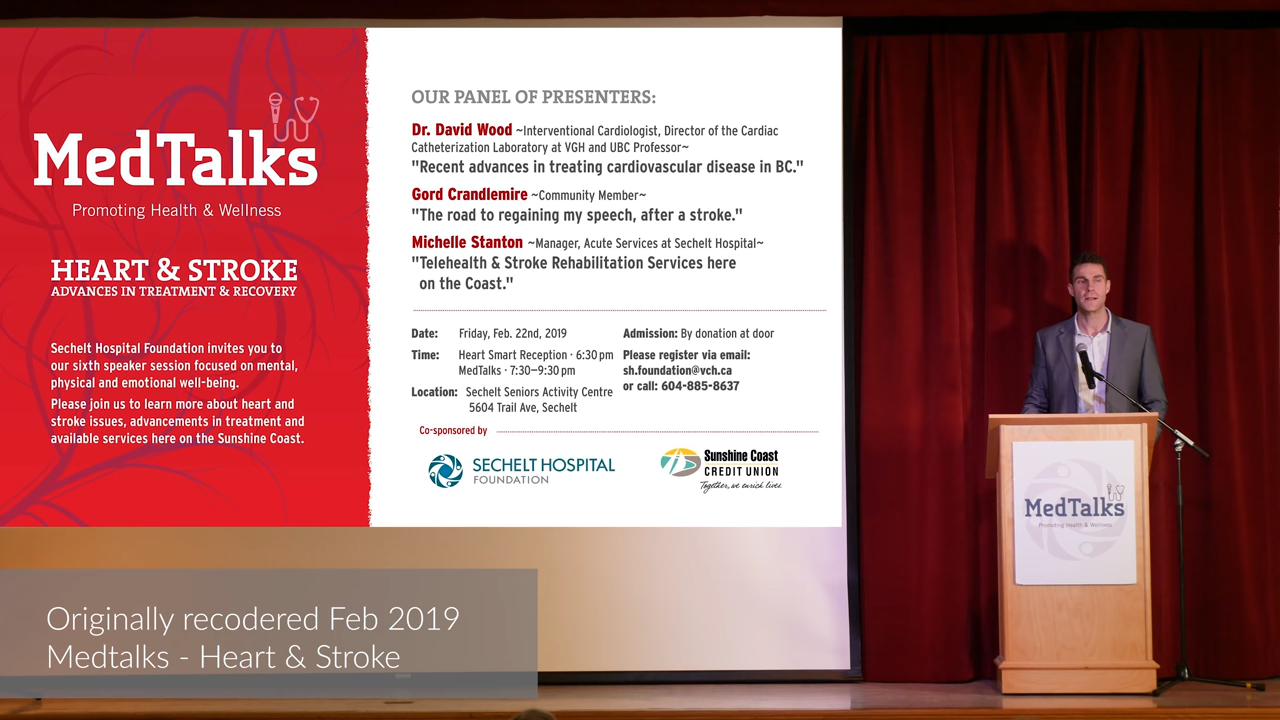 MedTalks
Promoting Health & Wellness
HEART & STROKE
ADVANCES IN TREATMENT & RECOVERY
Sechelt Hospital Foundation invites you to
our sixth speaker session focused on mental,
physical and emotional well-being.
Please join us to learn more about heart and
stroke issues, advancements in treatment and
available services here on the Sunshine Coast.
OUR PANEL OF PRESENTERS:
Dr. David Wood ~Interventional Cardiologist, Director of the Cardiac
Catheterization Laboratory at VGH and UBC Professor~
"Recent advances in treating cardiovascular disease in BC."
Gord Crandlemire ~Community Member~
"The road to regaining my speech, after a stroke."
Michelle Stanton ~Manager, Acute Services at Sechelt Hospital~
"Telehealth & Stroke Rehabilitation Services here
on the Coast."
Date: Friday, Feb. 22nd, 2019
Time: Heart Smart Reception · 6:30 pm
MedTalks · 7:30–9:30 pm
Location: Sechelt Seniors Activity Centre
5604 Trail Ave, Sechelt
Admission: By donation at door
Please register via email:
sh.foundation@vch.ca
or call: 604-885-8637
Co-sponsored by
SECHELT HOSPITAL
FOUNDATION
Sunshine Coast
CREDIT UNION
Together, we enrich lives.
MedTalks
Promoting Health & Wellness
Originally recodered Feb 2019
Medtalks - Heart & Stroke